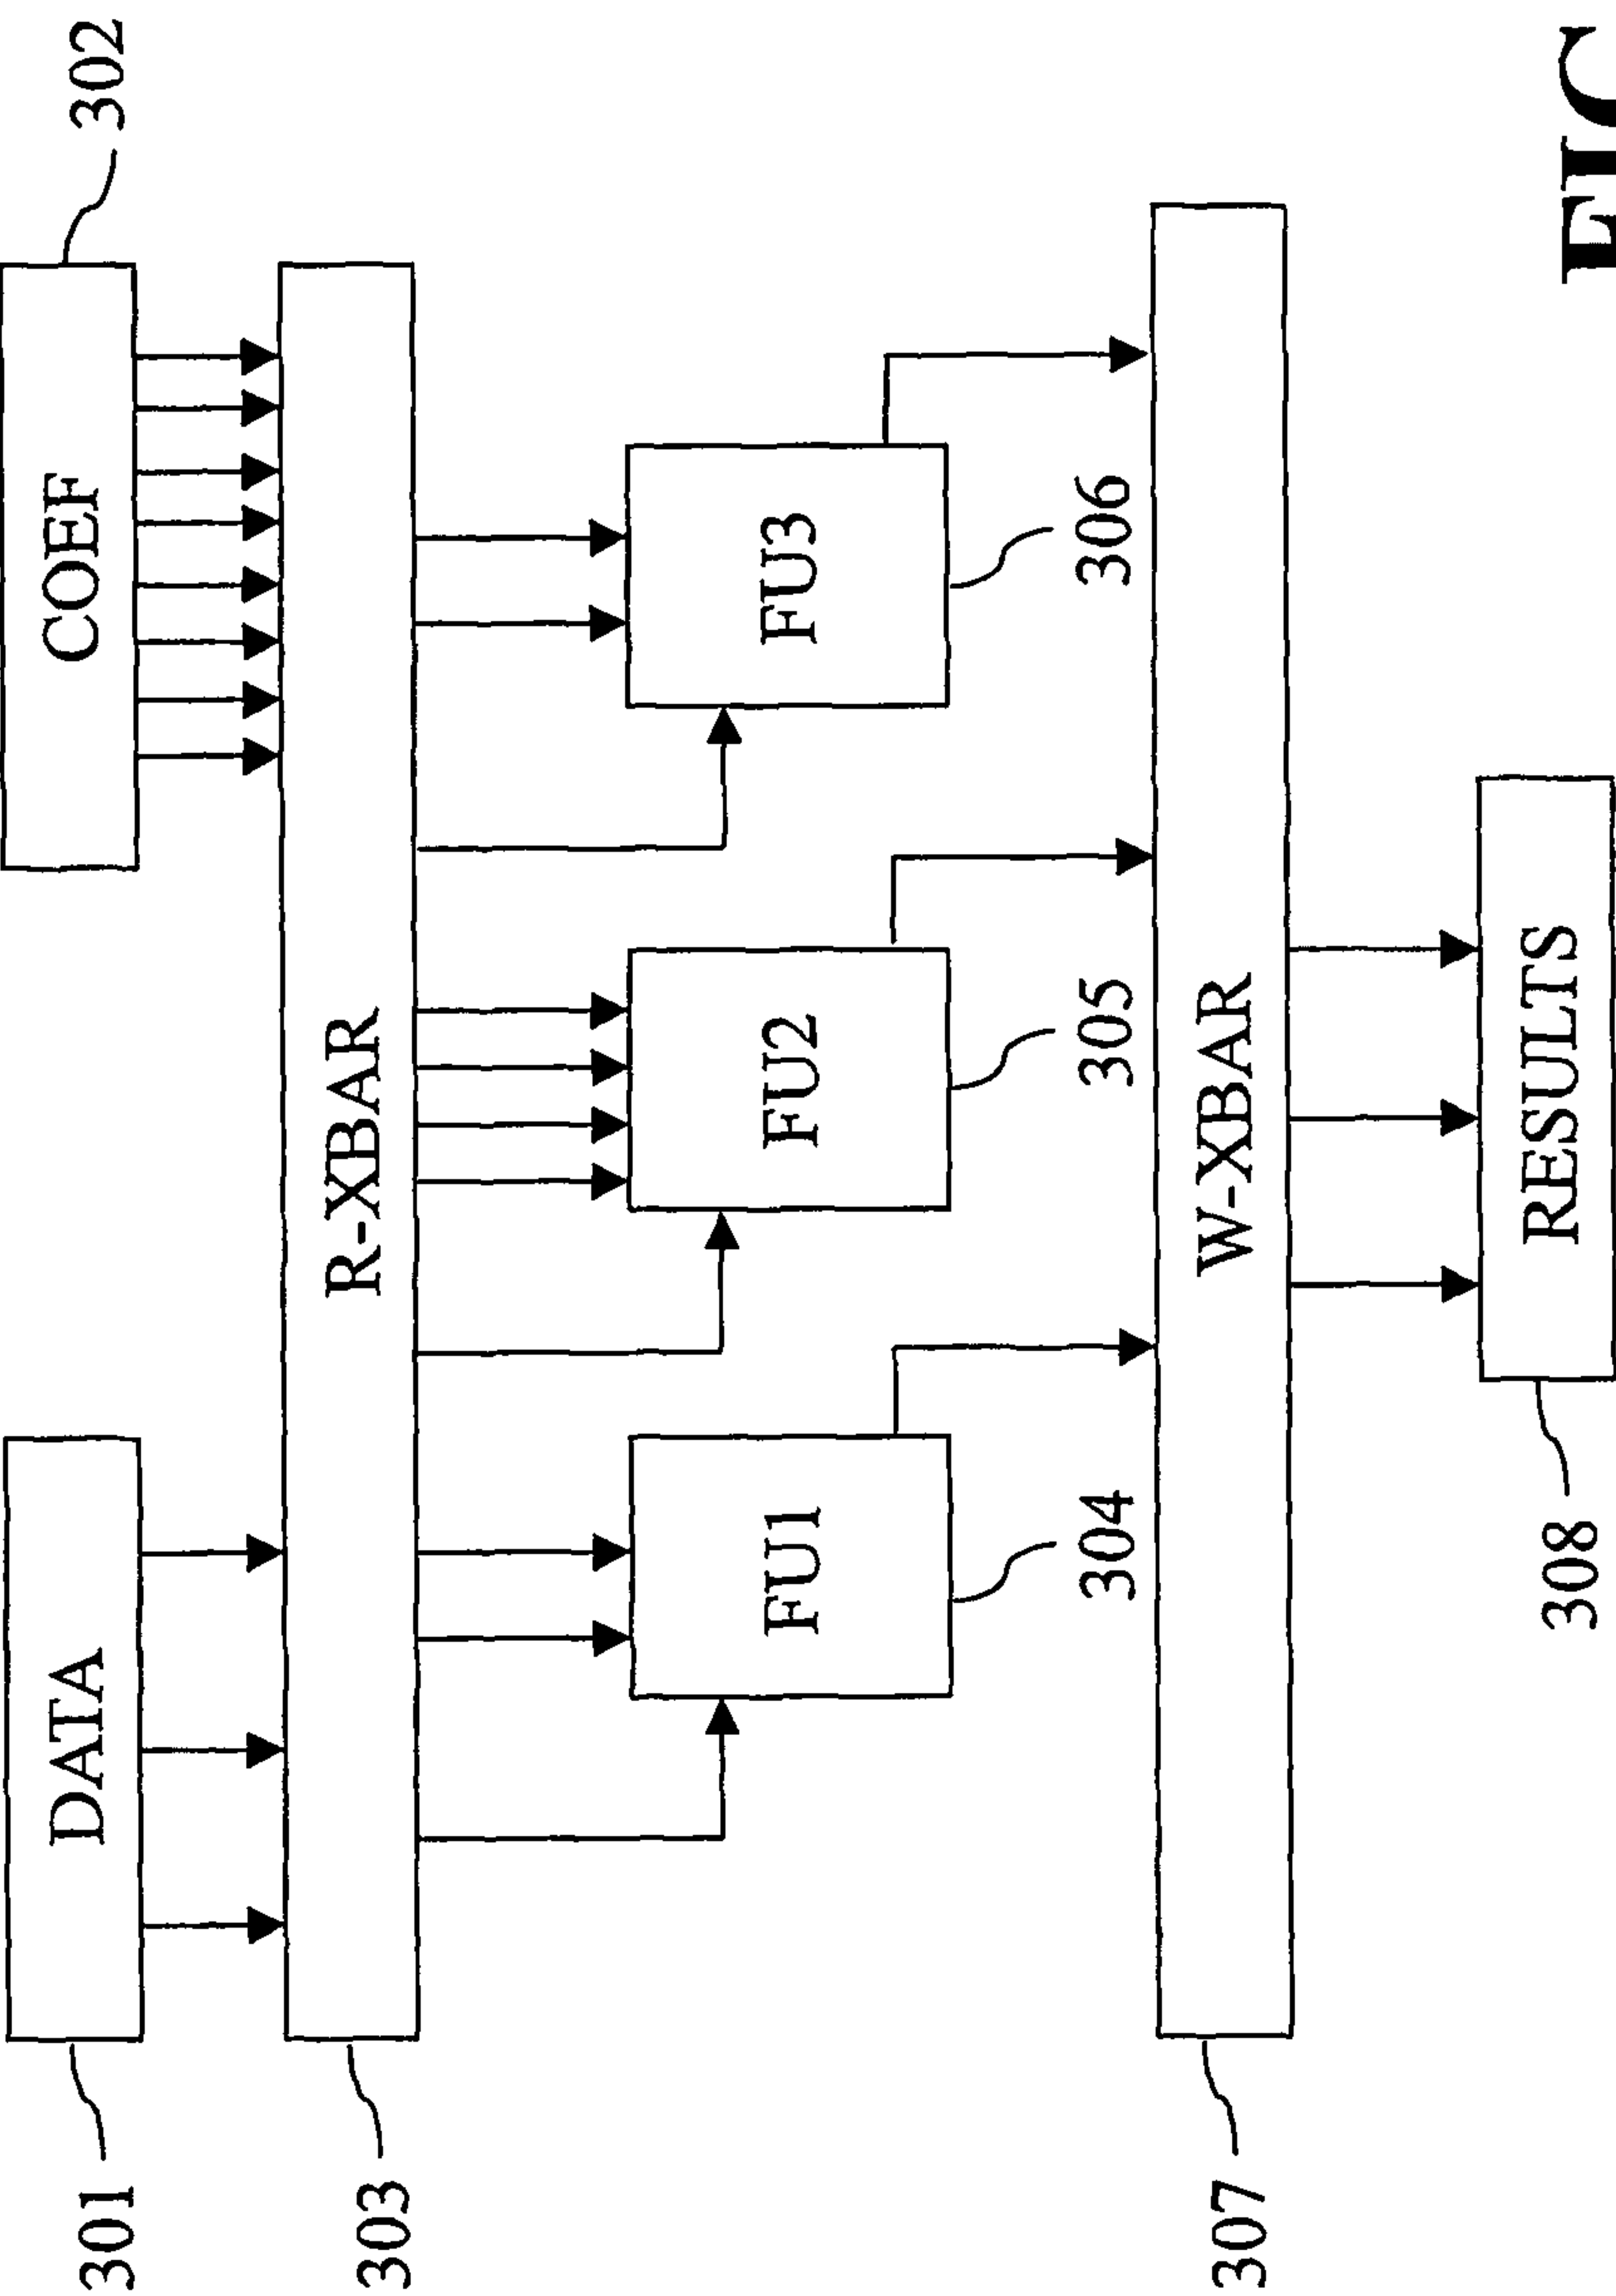 302
COEF
DATA
301
R-XBAR
303
FU1
FU2
FU3
304
305
306
W-XBAR
307
RESULTS
308